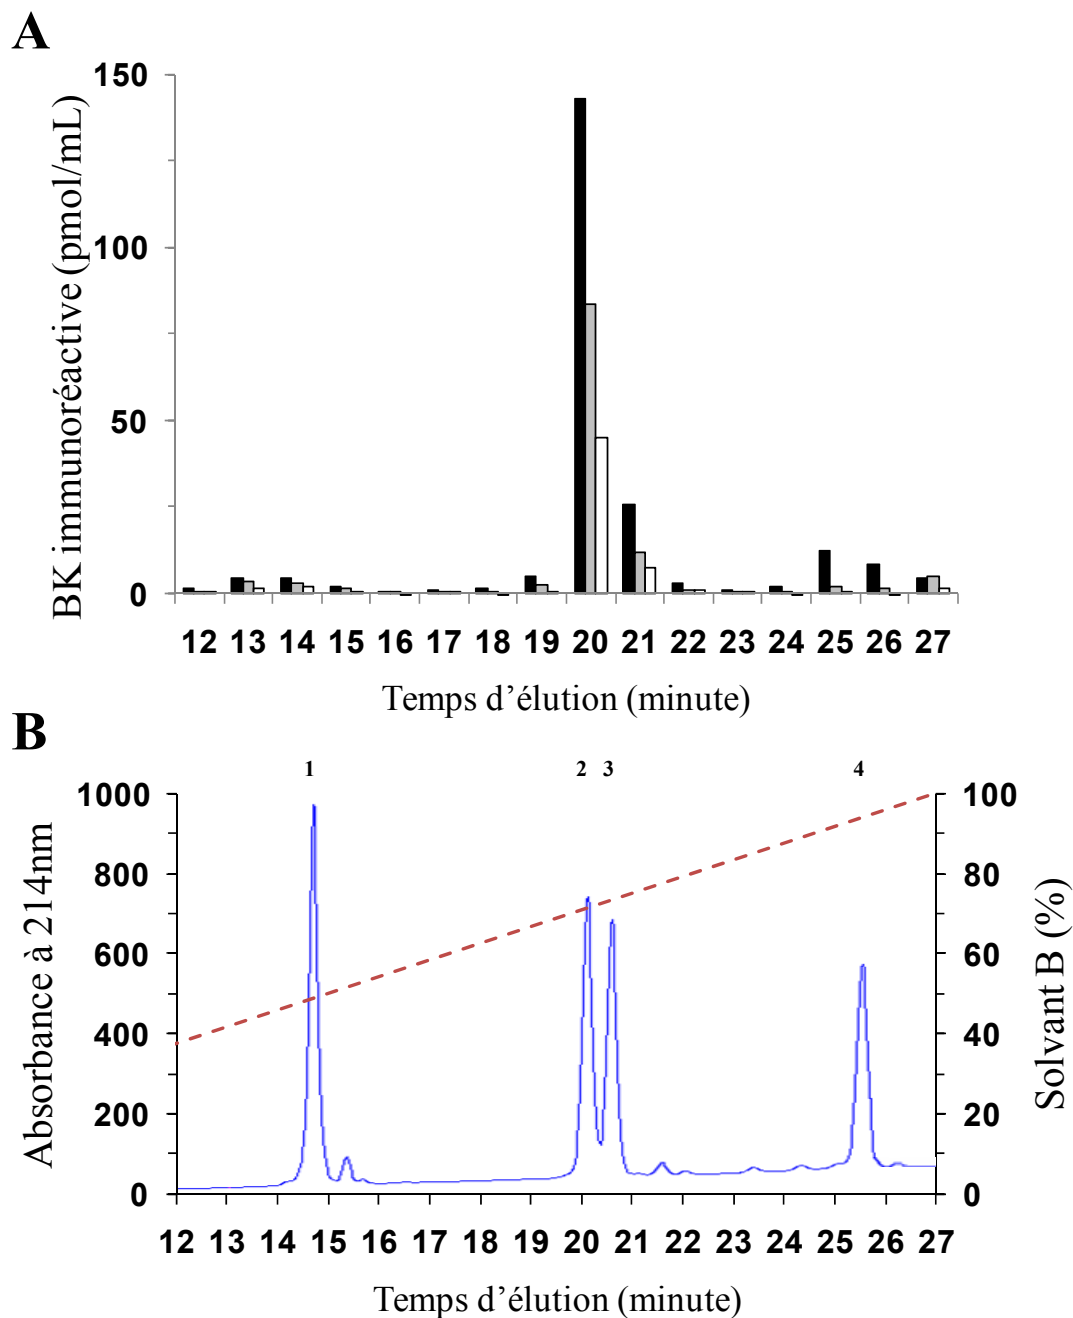 A
BK immunoréactive (pmol/mL)
150
100
50
0
12 13 14 15 16 17 18 19 20 21 22 23 24 25 26 27
Temps d’élution (minute)
B
1 2 3 4
Absorbance à 214nm
1000
800
600
400
200
0
100
80
60
40
20
0
Solvant B (%)
12 13 14 15 16 17 18 19 20 21 22 23 24 25 26 27
Temps d’élution (minute)